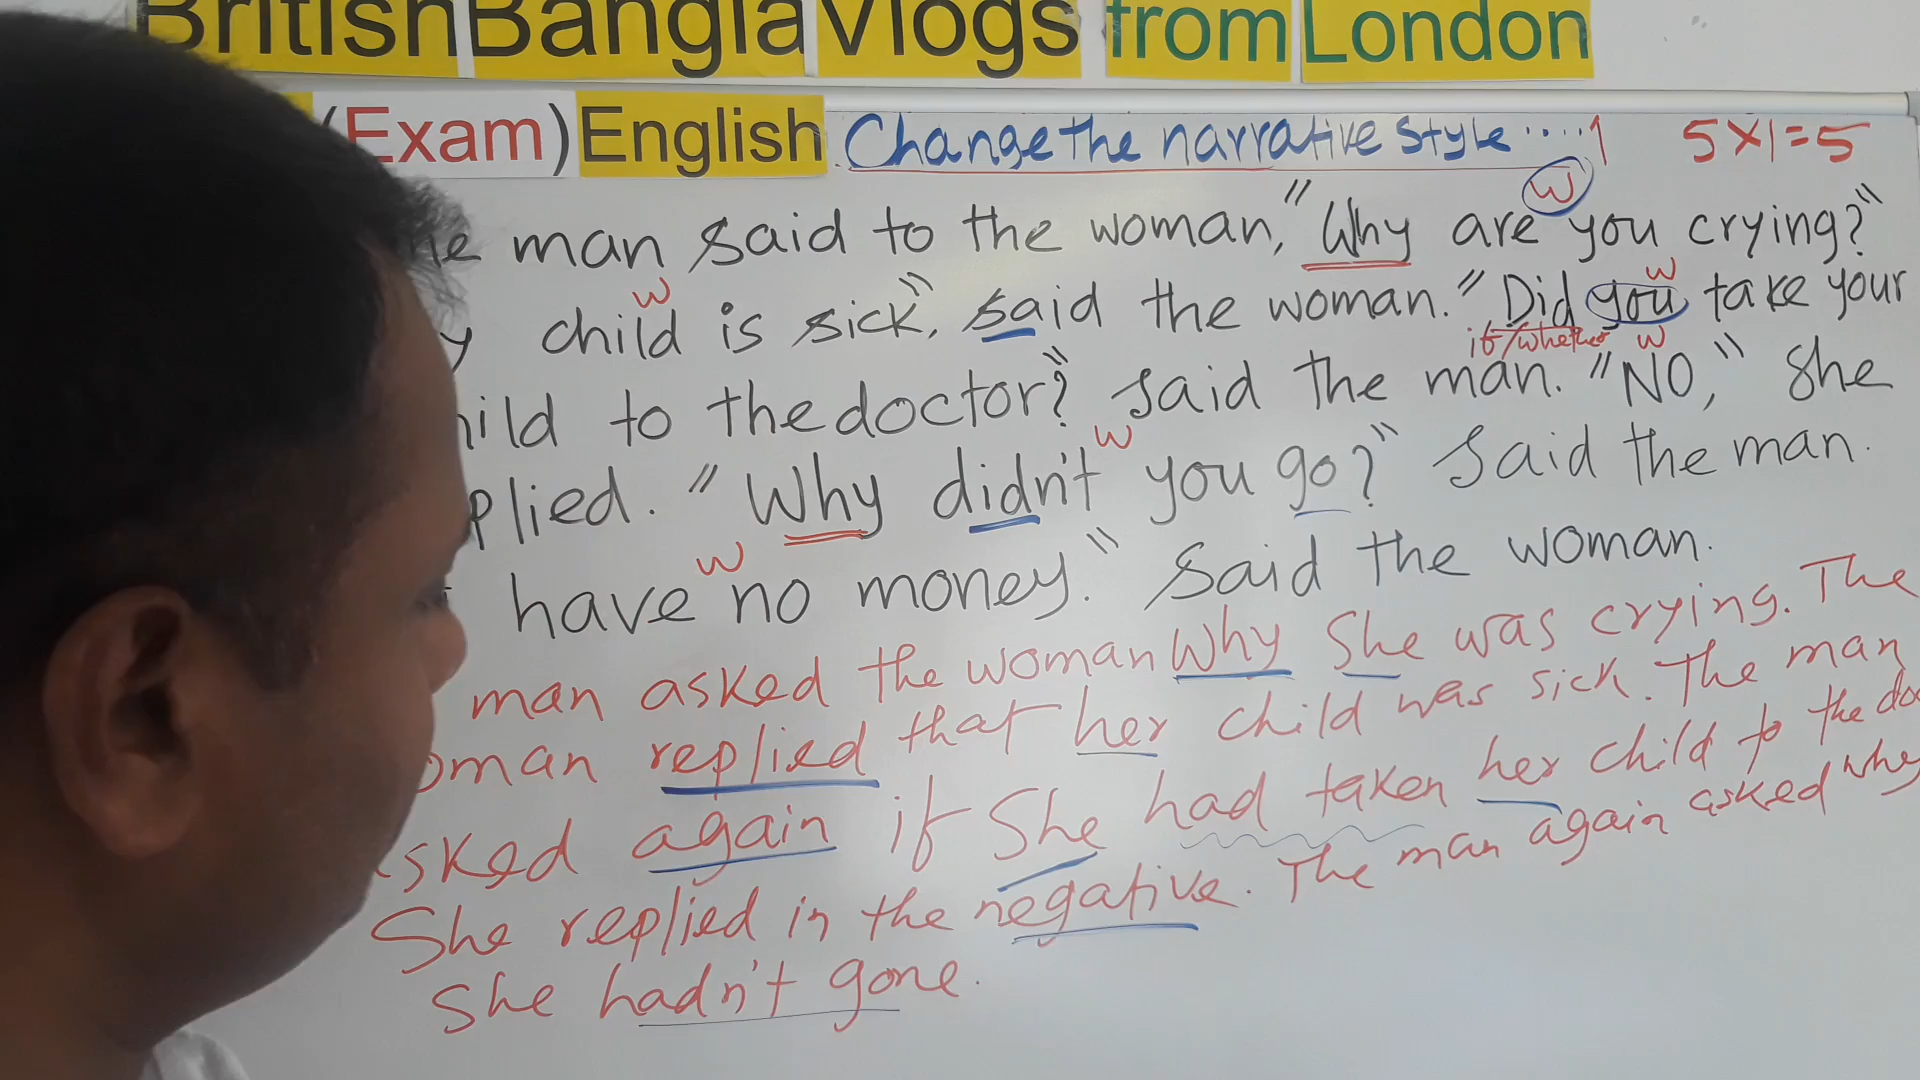 BritishBanglaVlogs from London
(Exam) English Change the narrative style.....1 5×1=5
W
man said to the woman, "Why are you crying?"
W W
child is sick", said the woman. "Did you take your
if/whether W
to the doctor?" said the man. "NO," She
W
"Why didn't you go?" said the man.
W
have no money." said the woman.
man asked the woman why she was crying. The
replied that her child was sick. The man
again if She had taken her child to the
She replied in the negative. The man again asked why
She hadn't gone.